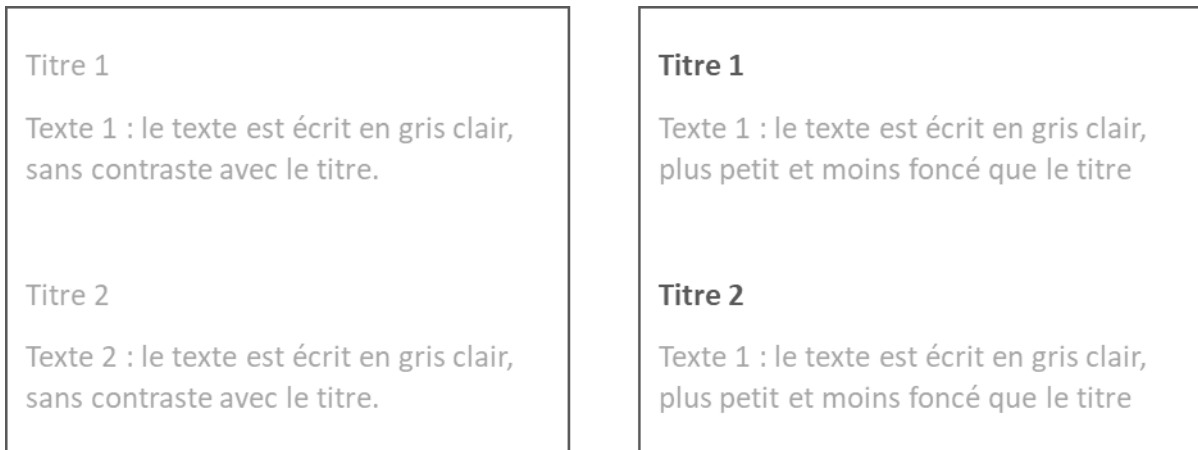 Titre 1
Texte 1 : le texte est écrit en gris clair,
sans contraste avec le titre.
Titre 2
Texte 2 : le texte est écrit en gris clair,
sans contraste avec le titre.
Titre 1
Texte 1 : le texte est écrit en gris clair,
plus petit et moins foncé que le titre
Titre 2
Texte 1 : le texte est écrit en gris clair,
plus petit et moins foncé que le titre